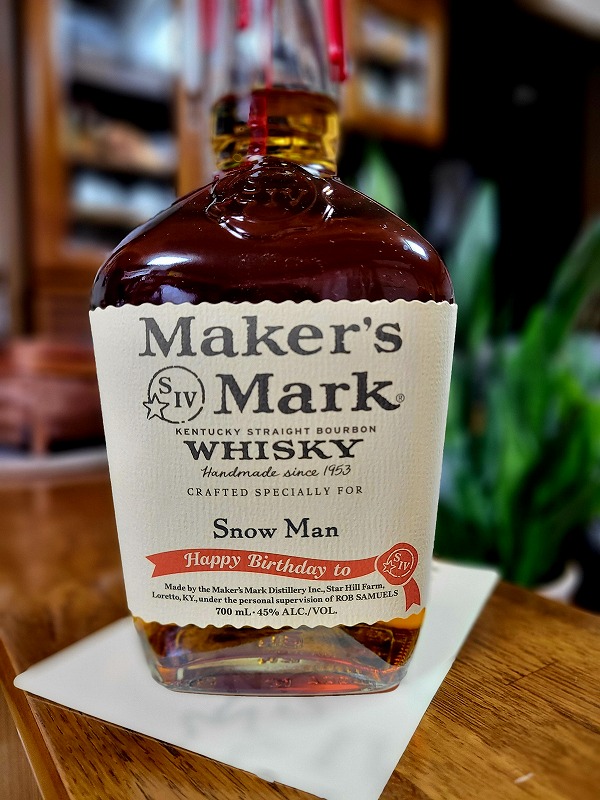 Maker's
S IV Mark®
KENTUCKY STRAIGHT BOURBON
WHISKY
Handmade since 1953
CRAFTED SPECIALLY FOR
Snow Man
Happy Birthday to
S IV
Made by the Maker's Mark Distillery Inc., Star Hill Farm,
Loretto, KY., under the personal supervision of ROB SAMUELS
700 mL · 45% ALC./VOL.